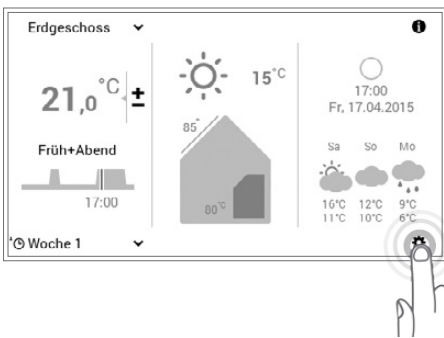 Erdgeschoss
21,0 °C ±
Früh+Abend
17:00
Woche 1
15°C
85°
80°C
17:00
Fr, 17.04.2015
Sa So Mo
16°C 12°C 9°C
11°C 10°C 6°C